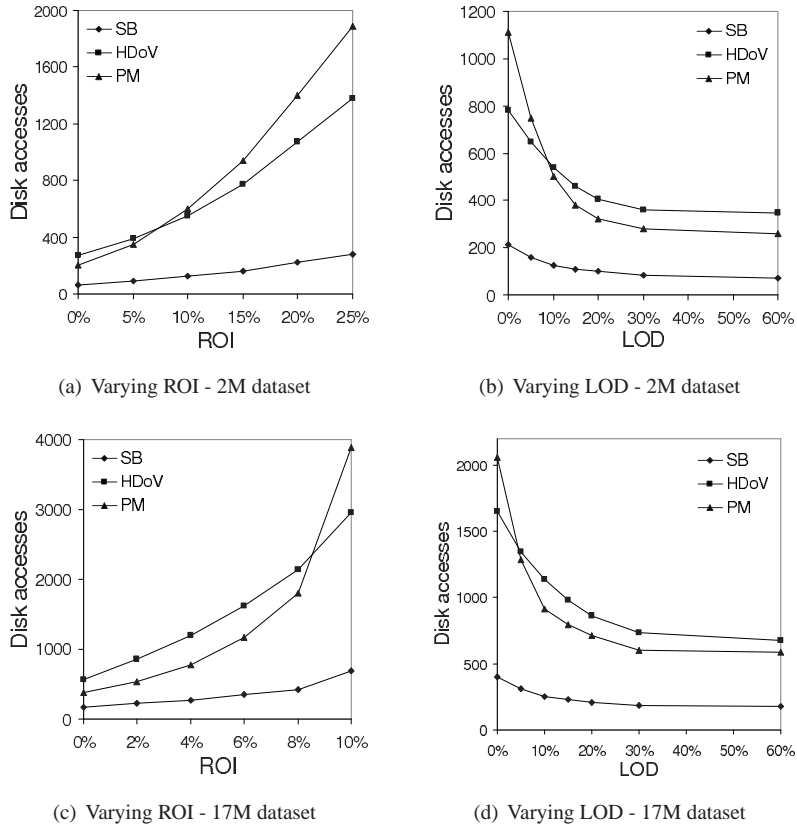 2000
1600
1200
800
400
0
Disk accesses
SB
HDoV
PM
0% 5% 10% 15% 20% 25%
ROI
(a) Varying ROI - 2M dataset
1200
1000
800
600
400
200
0
Disk accesses
SB
HDoV
PM
0% 10% 20% 30% 40% 50% 60%
LOD
(b) Varying LOD - 2M dataset
4000
3000
2000
1000
0
Disk accesses
SB
HDoV
PM
0% 2% 4% 6% 8% 10%
ROI
(c) Varying ROI - 17M dataset
2000
1500
1000
500
0
Disk accesses
SB
HDoV
PM
0% 10% 20% 30% 40% 50% 60%
LOD
(d) Varying LOD - 17M dataset